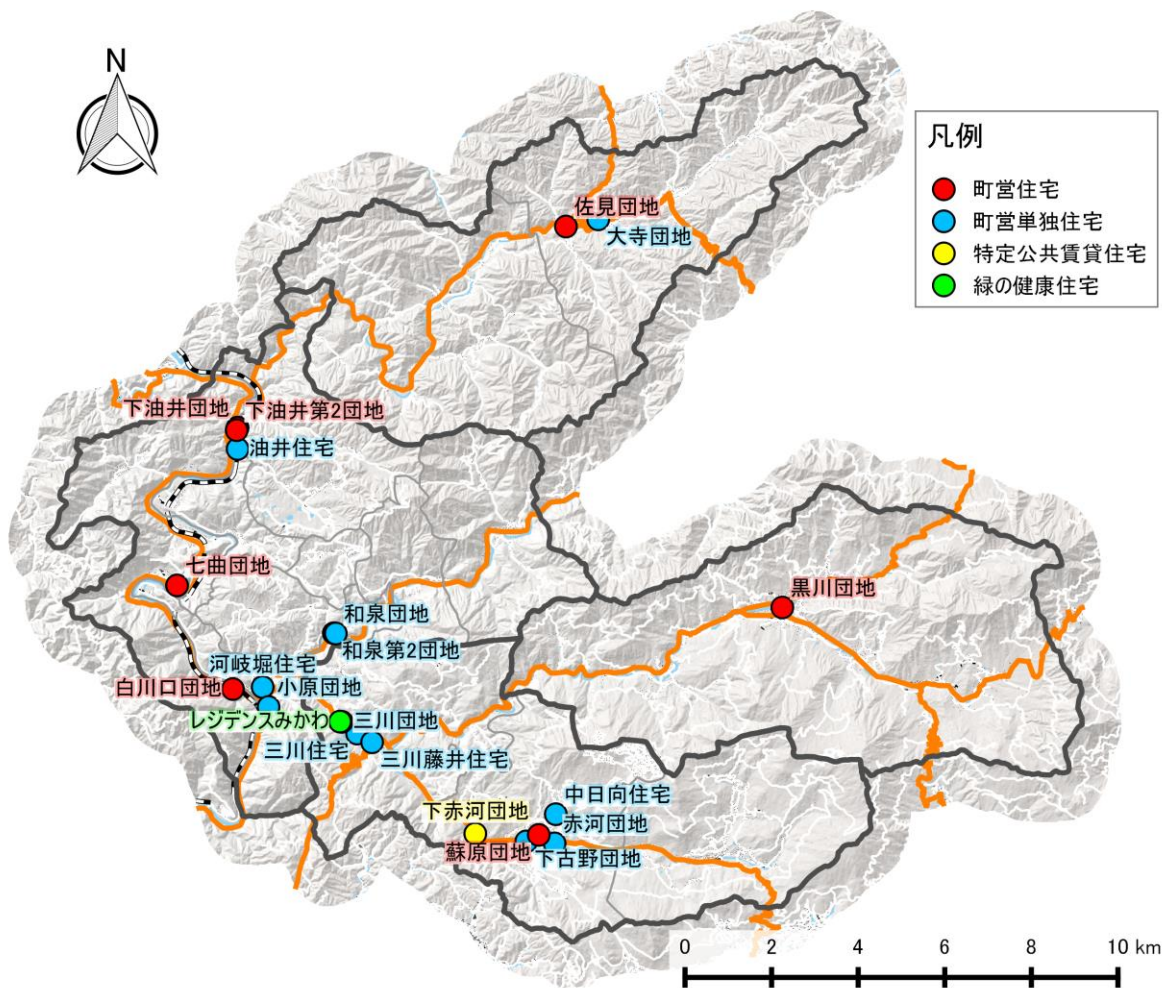 N
凡例
町営住宅
町営単独住宅
特定公共賃貸住宅
緑の健康住宅
佐見団地
大寺団地
下油井団地
下油井第2団地
油井住宅
七曲団地
黒川団地
和泉団地
和泉第2団地
河岐堀住宅
白川口団地
小原団地
レジデンスみかわ
三川団地
三川住宅
三川藤井住宅
中日向住宅
下赤河団地
赤河団地
蘇原団地
下古野団地
0 2 4 6 8 10 km